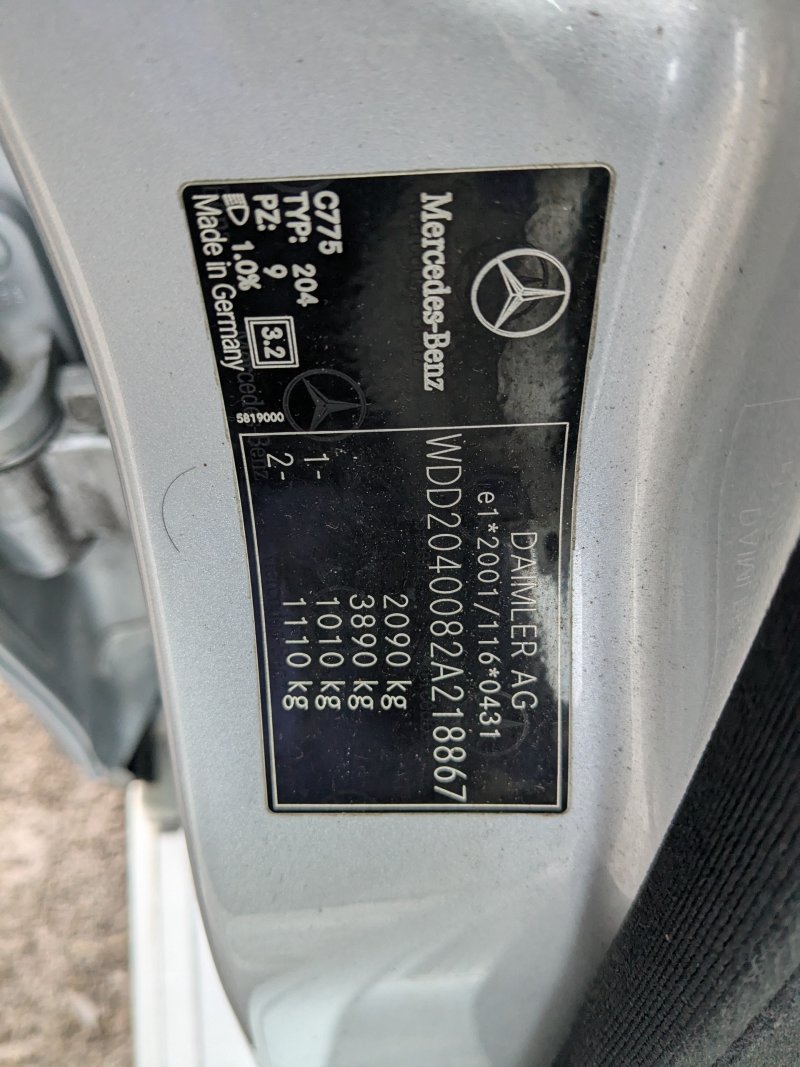 Mercedes-Benz
C775
TYP: 204
PZ: 9
1.0% 3.2
Made in Germany
5819000
DAIMLER AG
e1*2001/116*0431
WDD2040082A218867
2090 kg
3890 kg
1- 1010 kg
2- 1110 kg